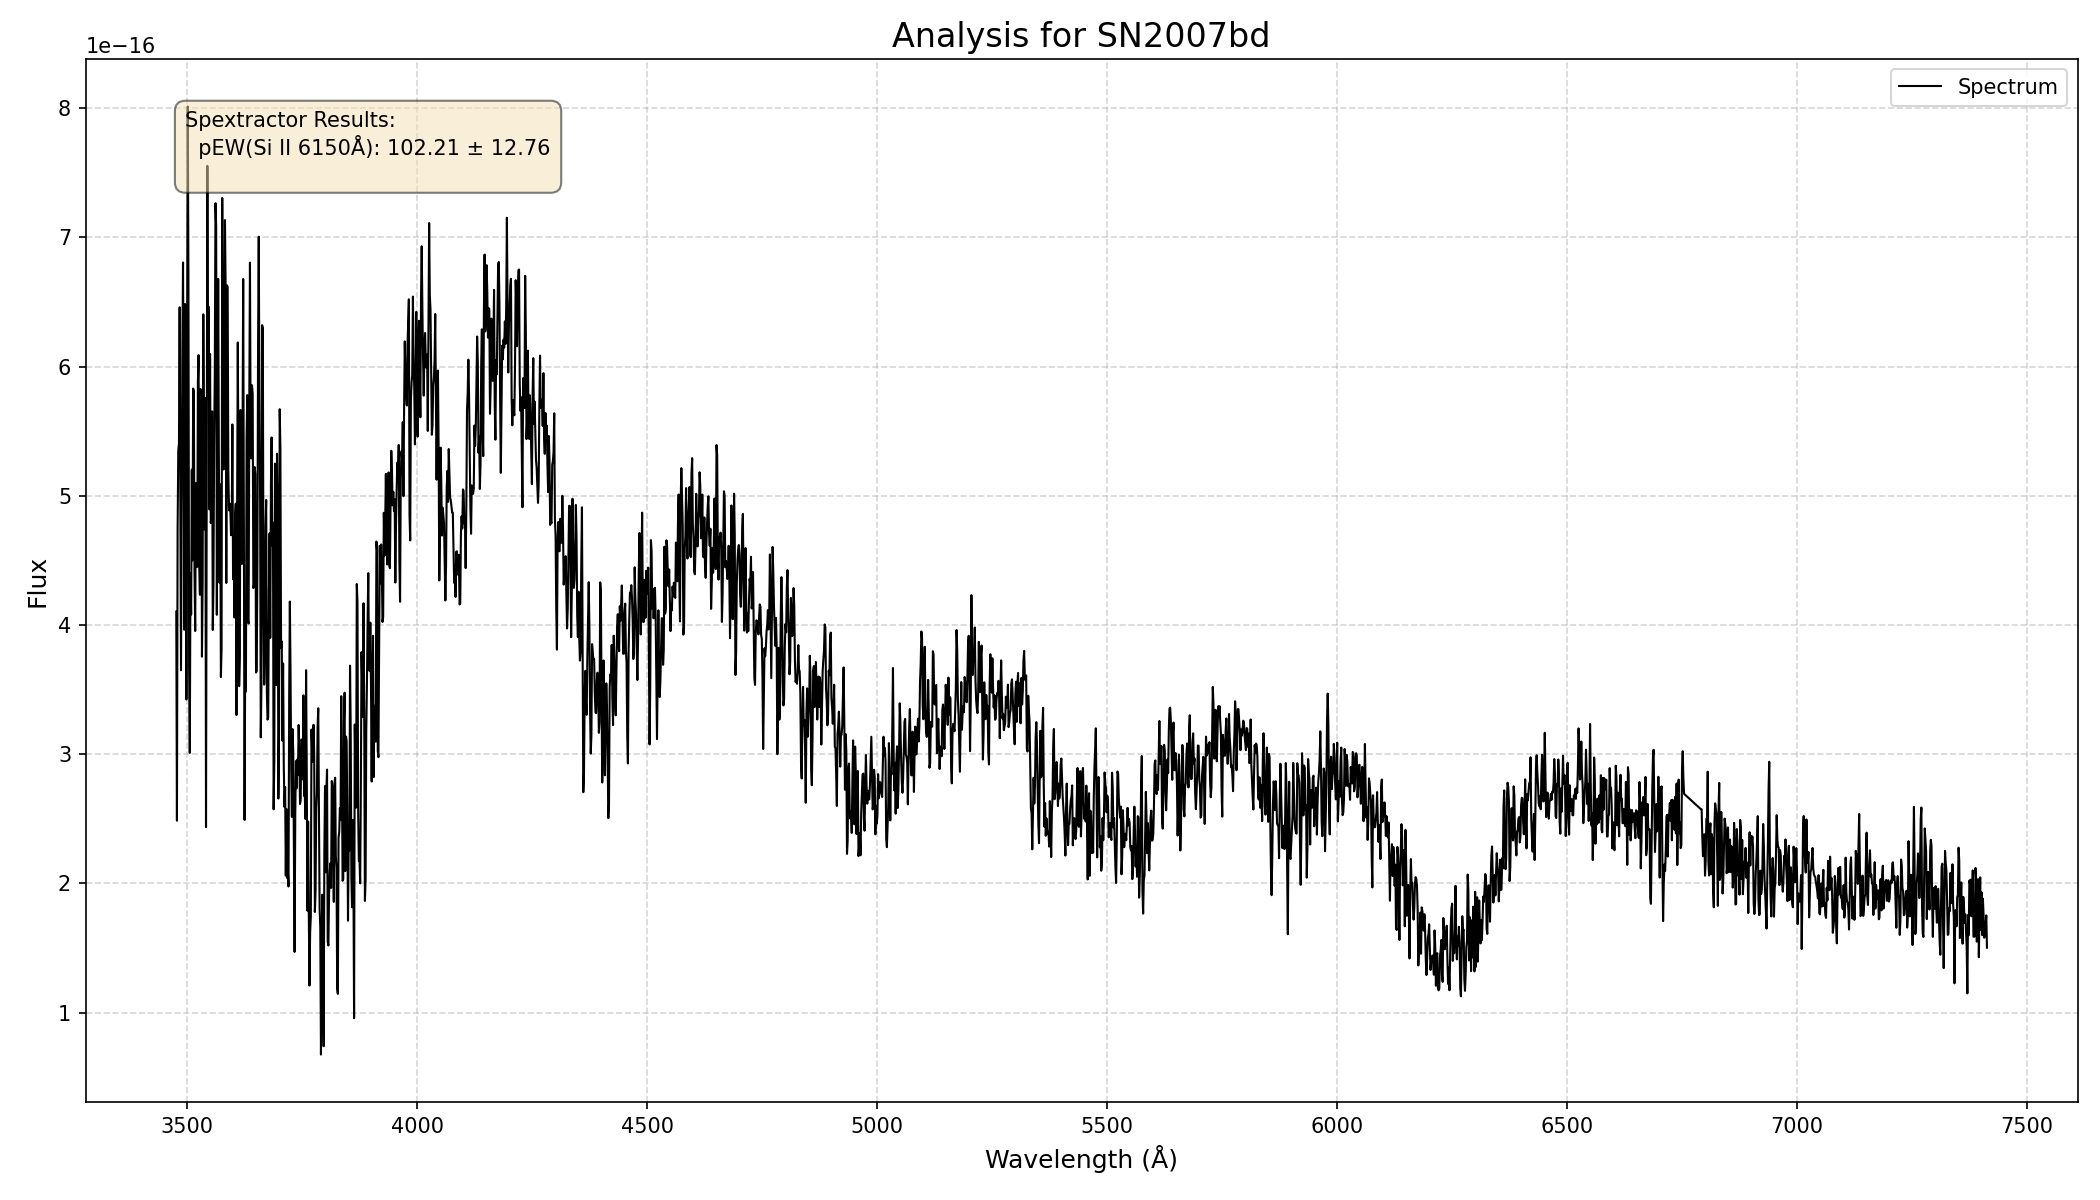 Analysis for SN2007bd
1e−16
Spectrum
Spextractor Results:
pEW(Si II 6150Å): 102.21 ± 12.76
8
7
6
5
4
3
2
1
Flux
3500 4000 4500 5000 5500 6000 6500 7000 7500
Wavelength (Å)